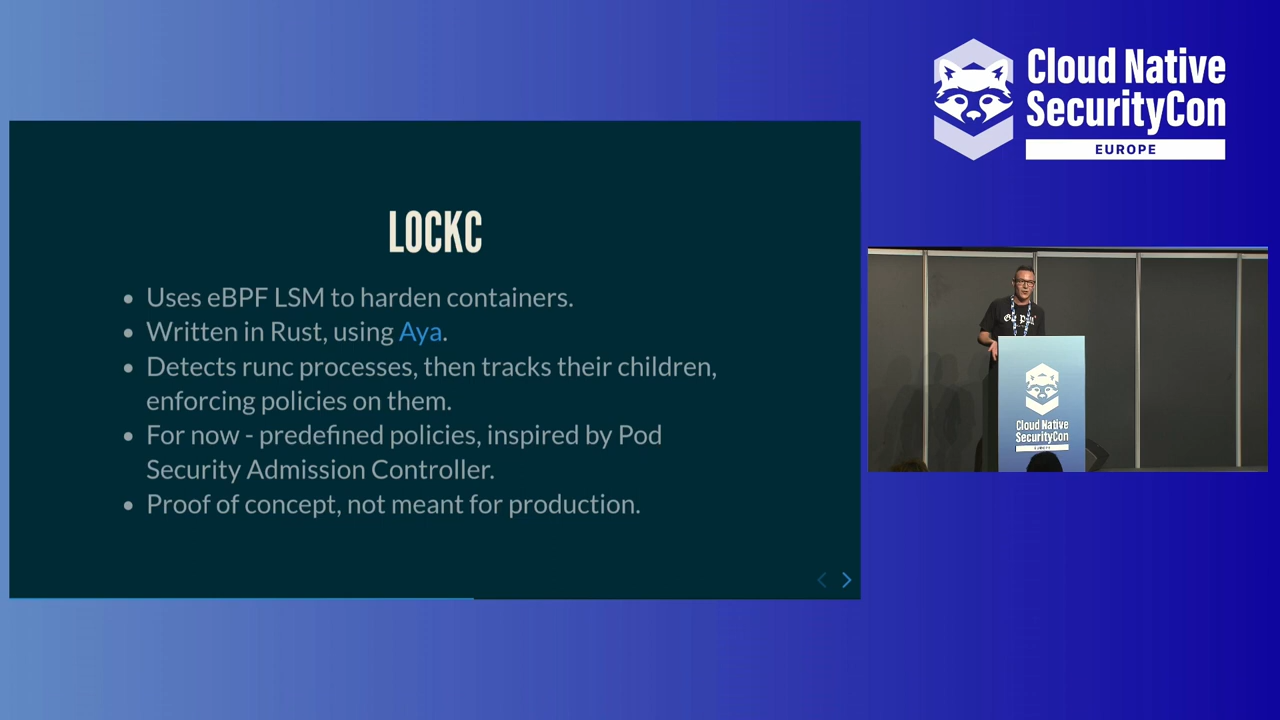 Cloud Native
SecurityCon
EUROPE
LOCKC
• Uses eBPF LSM to harden containers.
• Written in Rust, using Aya.
• Detects runc processes, then tracks their children,
enforcing policies on them.
• For now - predefined policies, inspired by Pod
Security Admission Controller.
• Proof of concept, not meant for production.
Cloud Native
SecurityCon
EUROPE